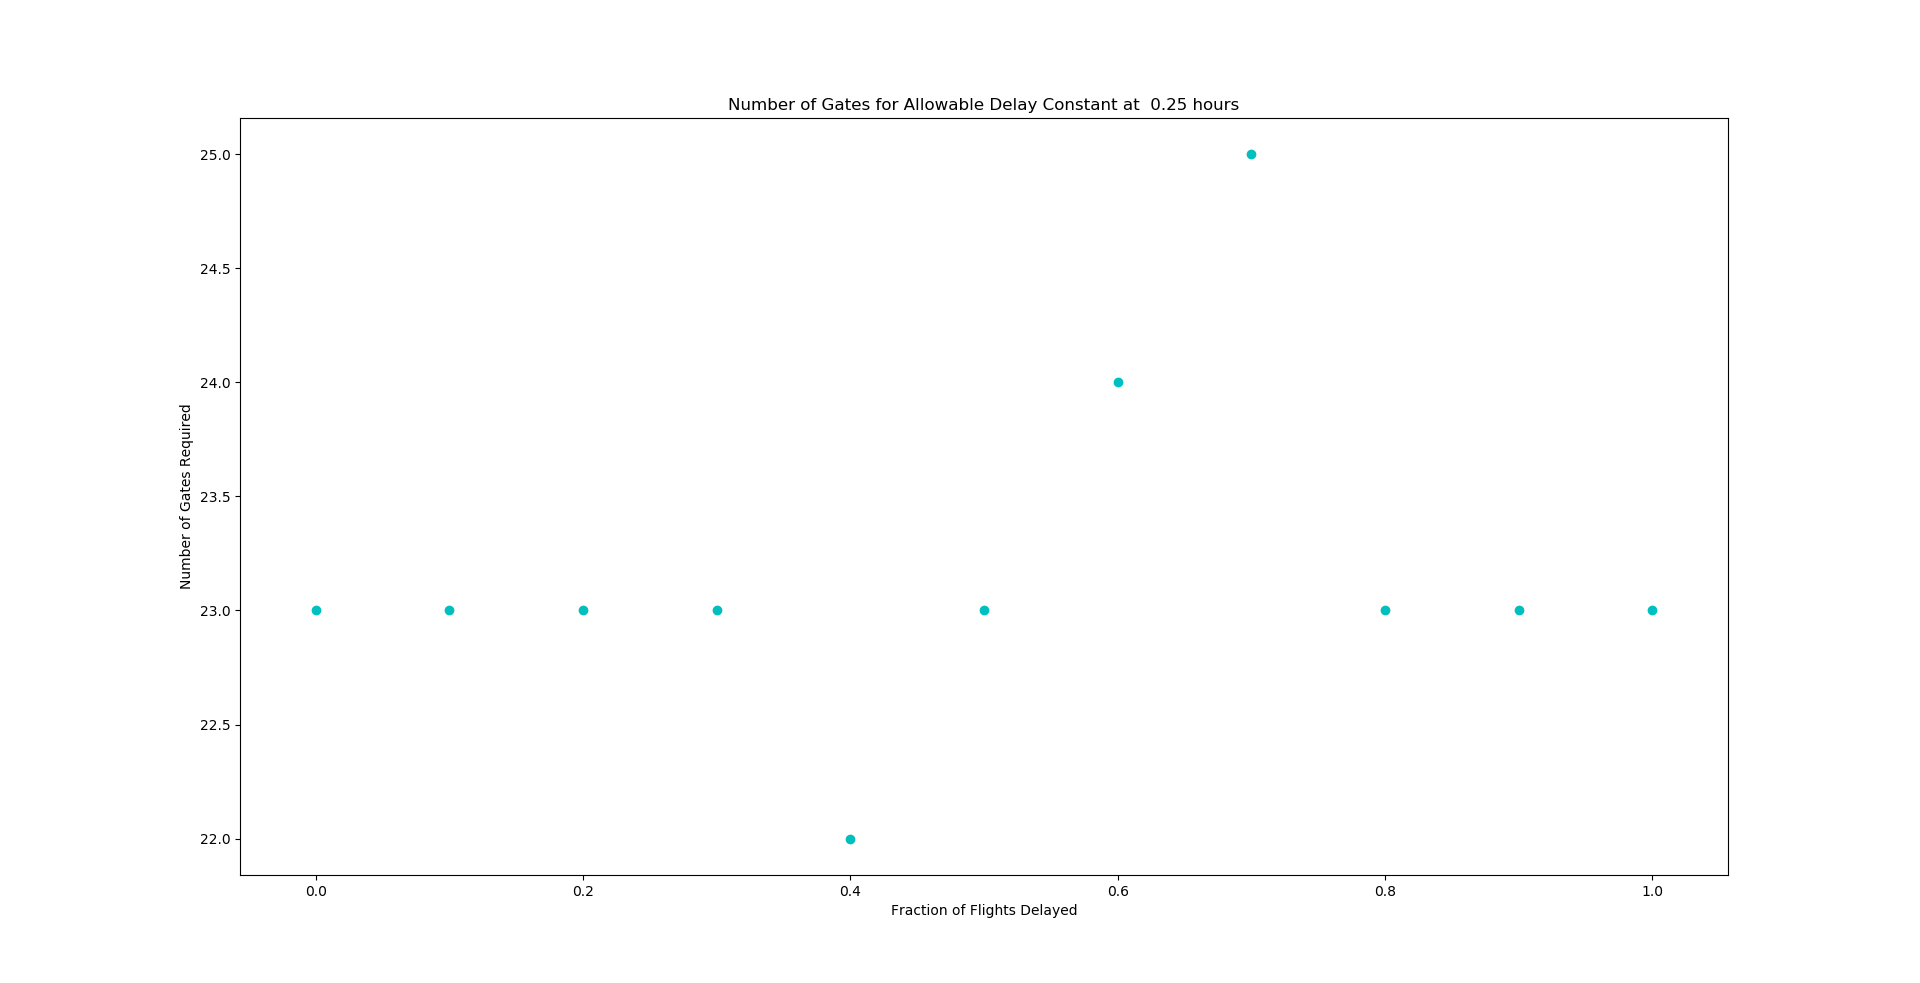 Number of Gates for Allowable Delay Constant at  0.25 hours
25.0
24.5
24.0
23.5
23.0
22.5
22.0
Number of Gates Required
0.0 0.2 0.4 0.6 0.8 1.0
Fraction of Flights Delayed